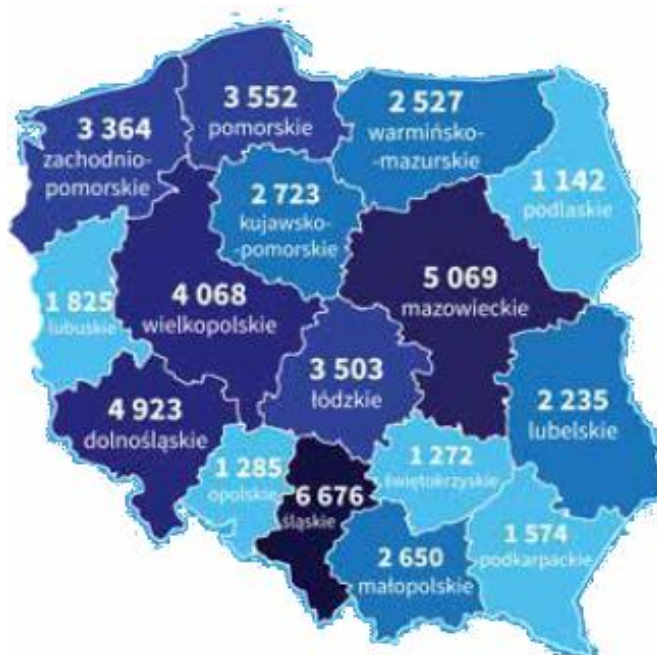 3 552
pomorskie
2 527
warmińsko-
-mazurskie
3 364
zachodnio-
pomorskie
1 142
podlaskie
2 723
kujawsko-
-pomorskie
5 069
mazowieckie
1 825
lubuskie
4 068
wielkopolskie
3 503
łódzkie
4 923
dolnośląskie
2 235
lubelskie
1 285
opolskie
6 676
śląskie
1 272
świętokrzyskie
1 574
podkarpackie
2 650
małopolskie